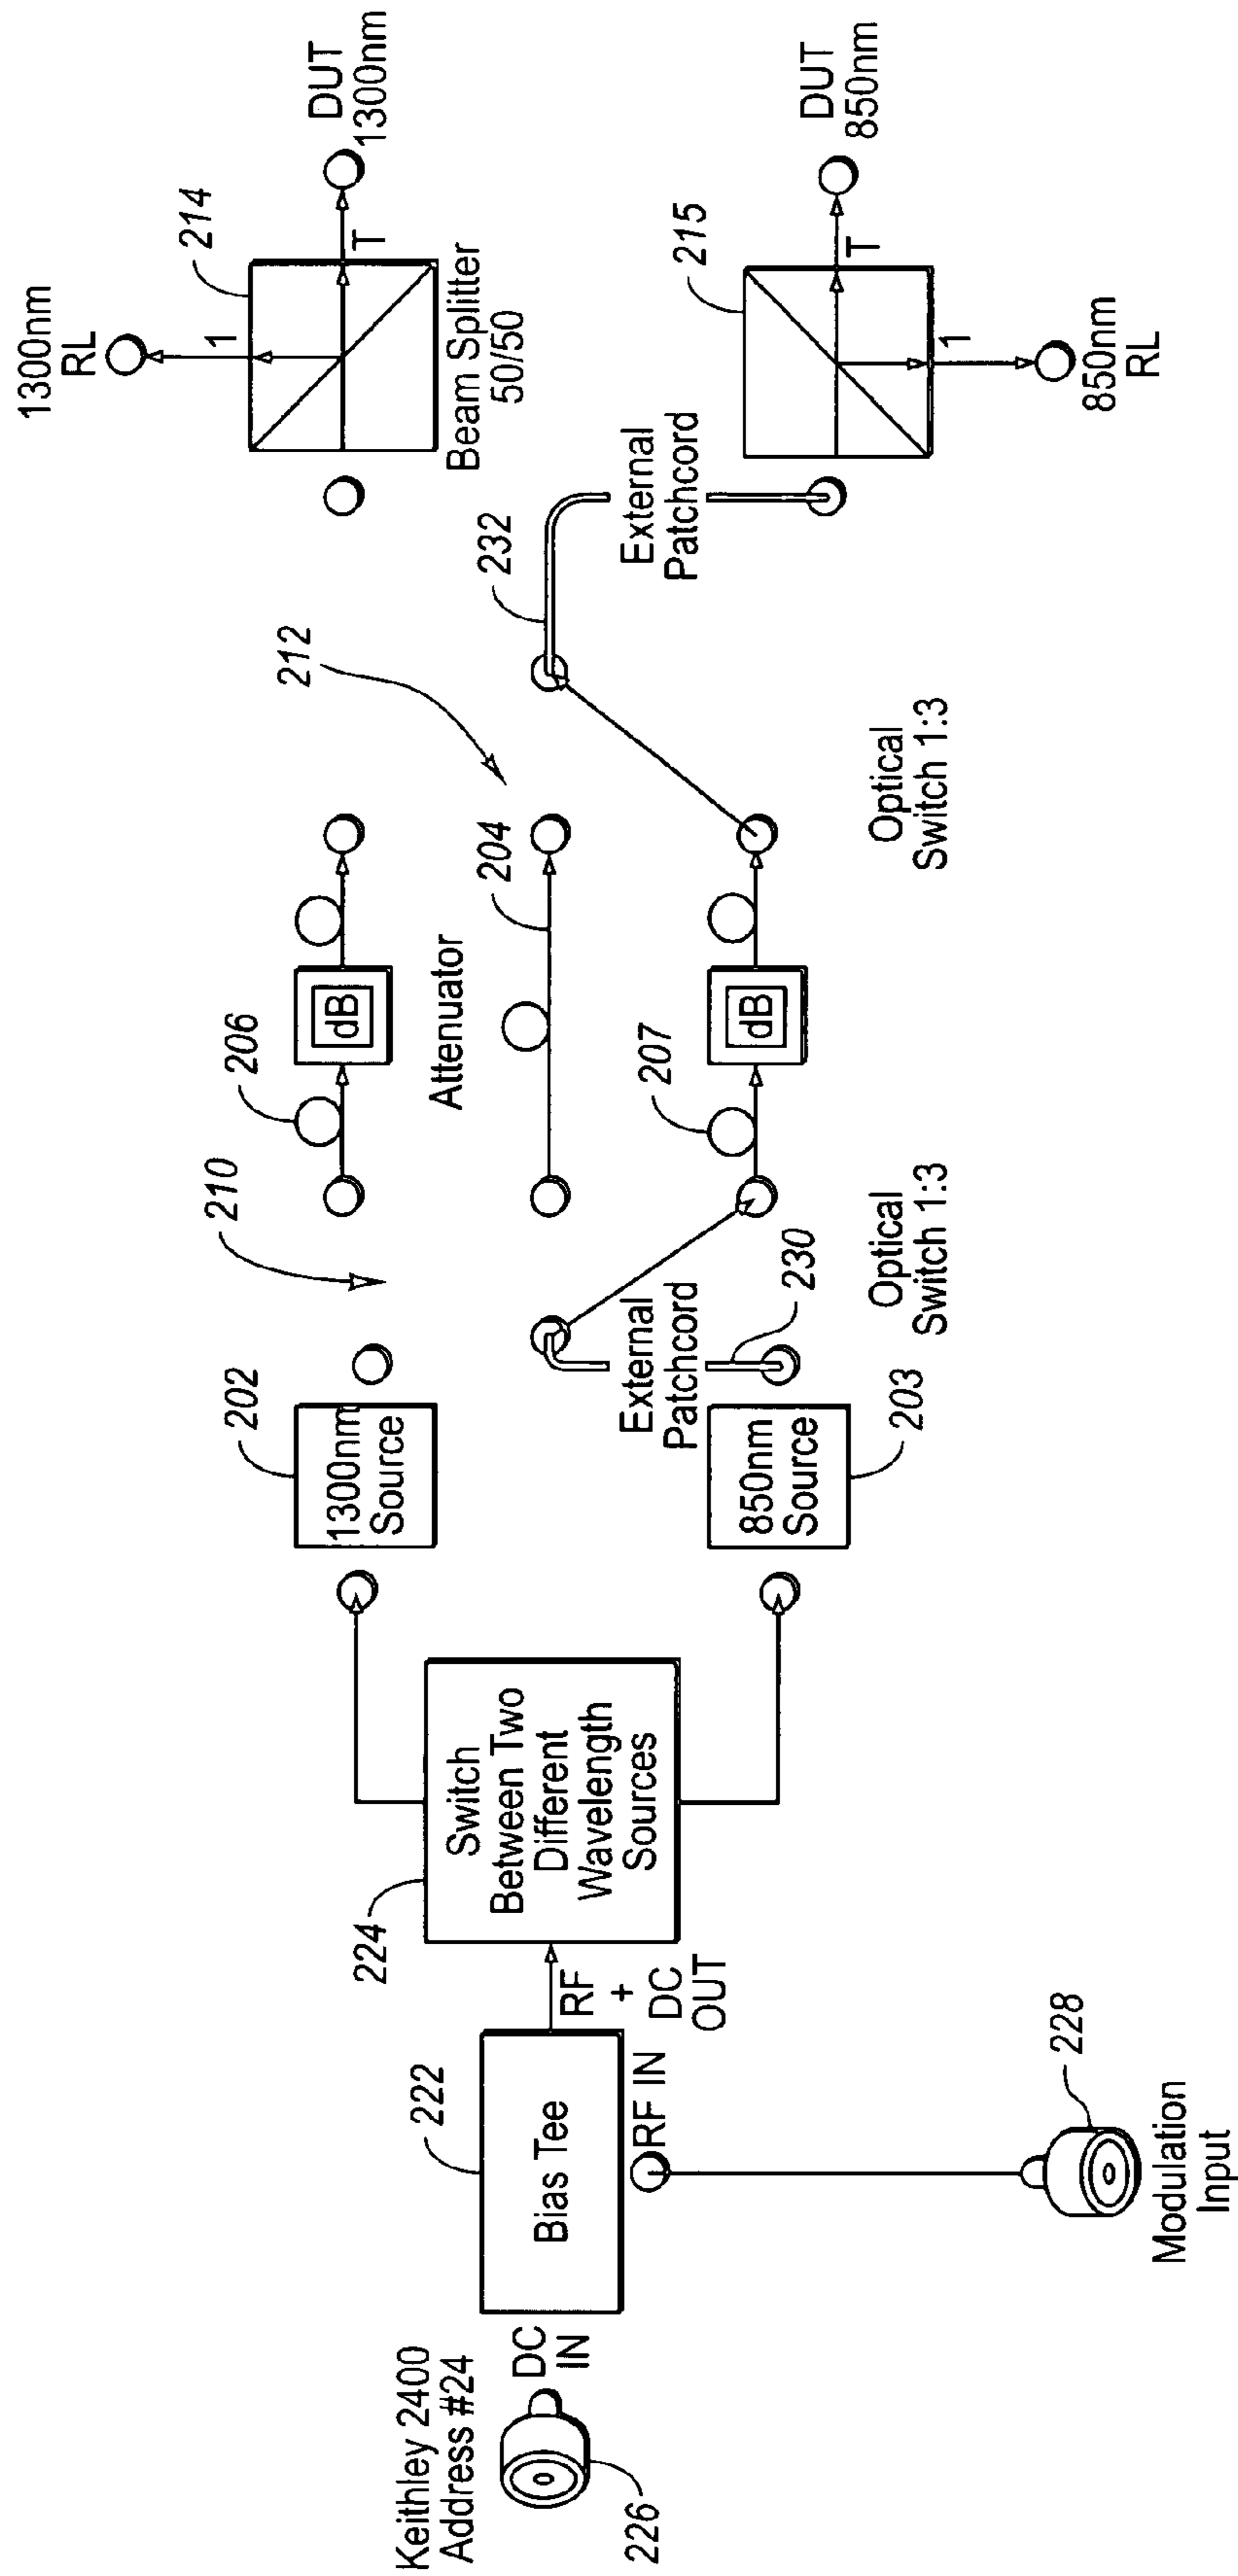 Keithley 2400
Address #24
DC
IN
226
222
Bias Tee
RF IN
228
Modulation
Input
RF
+
DC
OUT
224
Switch
Between Two
Different
Wavelength
Sources
202
1300nm
Source
850nm
Source
203
210
External
Patchcord
230
Optical
Switch 1:3
206
dB
Attenuator
204
207
dB
212
Optical
Switch 1:3
232
External
Patchcord
1300nm
RL
1
214
T
DUT
1300nm
Beam Splitter
50/50
215
T
DUT
850nm
1
850nm
RL